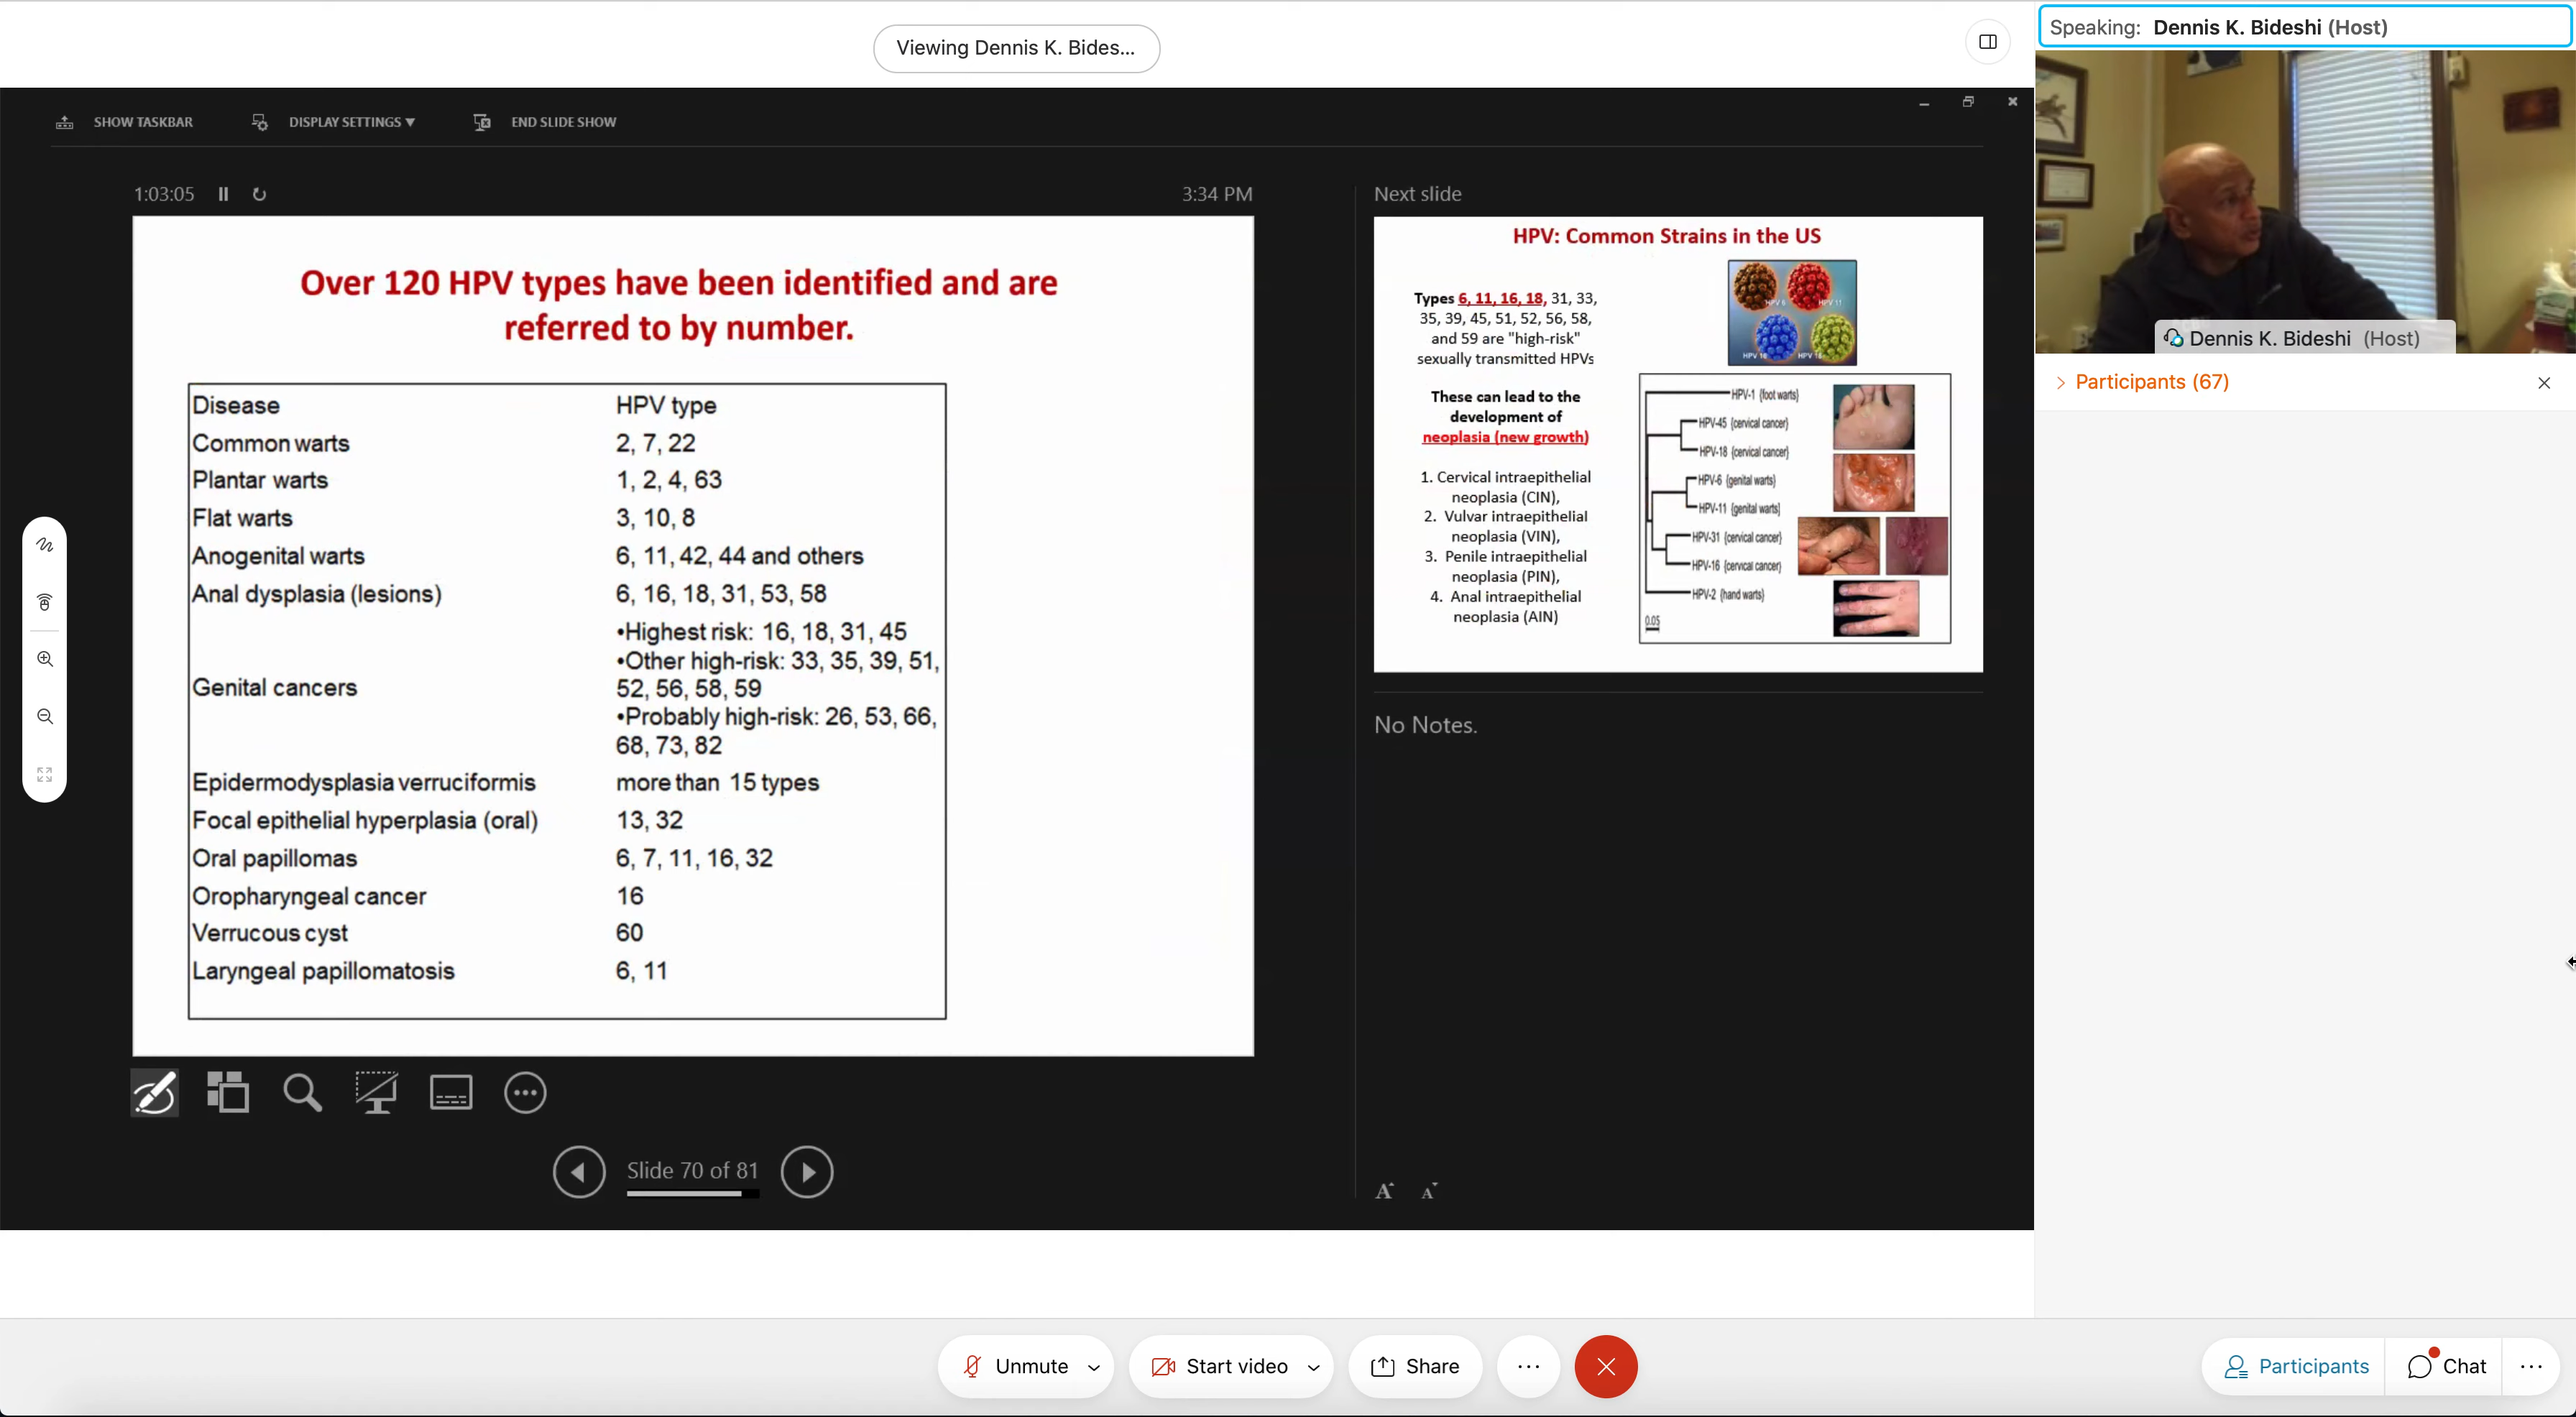 Viewing Dennis K. Bides...
Speaking: Dennis K. Bideshi (Host)
SHOW TASKBAR
DISPLAY SETTINGS ▼
END SLIDE SHOW
1:03:05
3:34 PM
Over 120 HPV types have been identified and are
referred to by number.
Disease HPV type
Common warts 2, 7, 22
Plantar warts 1, 2, 4, 63
Flat warts 3, 10, 8
Anogenital warts 6, 11, 42, 44 and others
Anal dysplasia (lesions) 6, 16, 18, 31, 53, 58
•Highest risk: 16, 18, 31, 45
•Other high-risk: 33, 35, 39, 51,
Genital cancers 52, 56, 58, 59
•Probably high-risk: 26, 53, 66,
68, 73, 82
Epidermodysplasia verruciformis more than 15 types
Focal epithelial hyperplasia (oral) 13, 32
Oral papillomas 6, 7, 11, 16, 32
Oropharyngeal cancer 16
Verrucous cyst 60
Laryngeal papillomatosis 6, 11
Slide 70 of 81
Next slide
HPV: Common Strains in the US
Types 6, 11, 16, 18, 31, 33,
35, 39, 45, 51, 52, 56, 58,
and 59 are "high-risk"
sexually transmitted HPVs
These can lead to the
development of
neoplasia (new growth)
1. Cervical intraepithelial
neoplasia (CIN),
2. Vulvar intraepithelial
neoplasia (VIN),
3. Penile intraepithelial
neoplasia (PIN),
4. Anal intraepithelial
neoplasia (AIN)
HPV 6
HPV 11
HPV 16
HPV-1 (foot warts)
HPV-45 (cervical cancer)
HPV-18 (cervical cancer)
HPV-6 (genital warts)
HPV-11 (genital warts)
HPV-31 (cervical cancer)
HPV-16 (cervical cancer)
HPV-2 (hand warts)
0.05
No Notes.
A A
Dennis K. Bideshi (Host)
Participants (67)
Unmute
Start video
Share
Participants
Chat